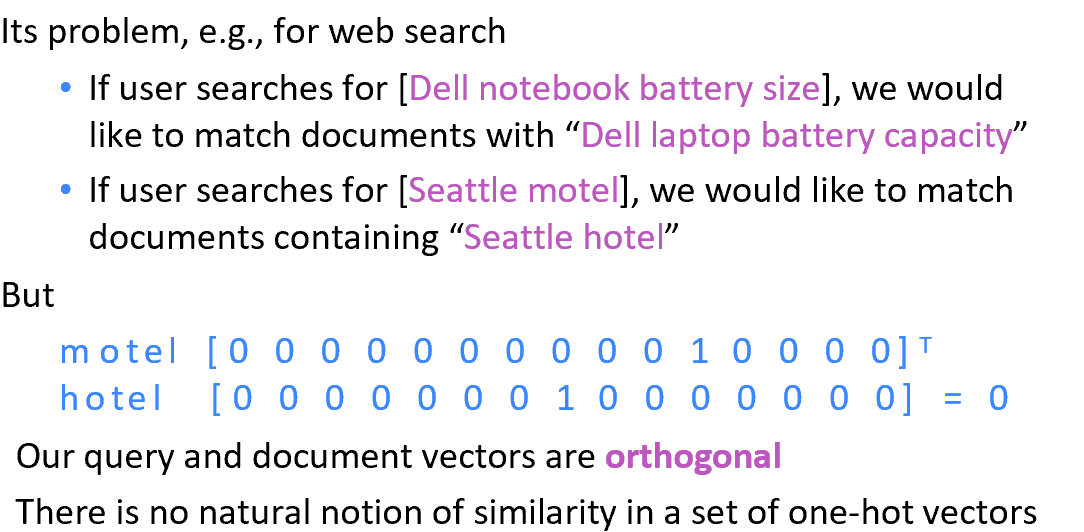 Its problem, e.g., for web search
• If user searches for [Dell notebook battery size], we would
like to match documents with “Dell laptop battery capacity”
• If user searches for [Seattle motel], we would like to match
documents containing “Seattle hotel”
But
motel [0 0 0 0 0 0 0 0 0 0 1 0 0 0 0]ᵀ
hotel [0 0 0 0 0 0 0 1 0 0 0 0 0 0 0] = 0
Our query and document vectors are orthogonal
There is no natural notion of similarity in a set of one-hot vectors